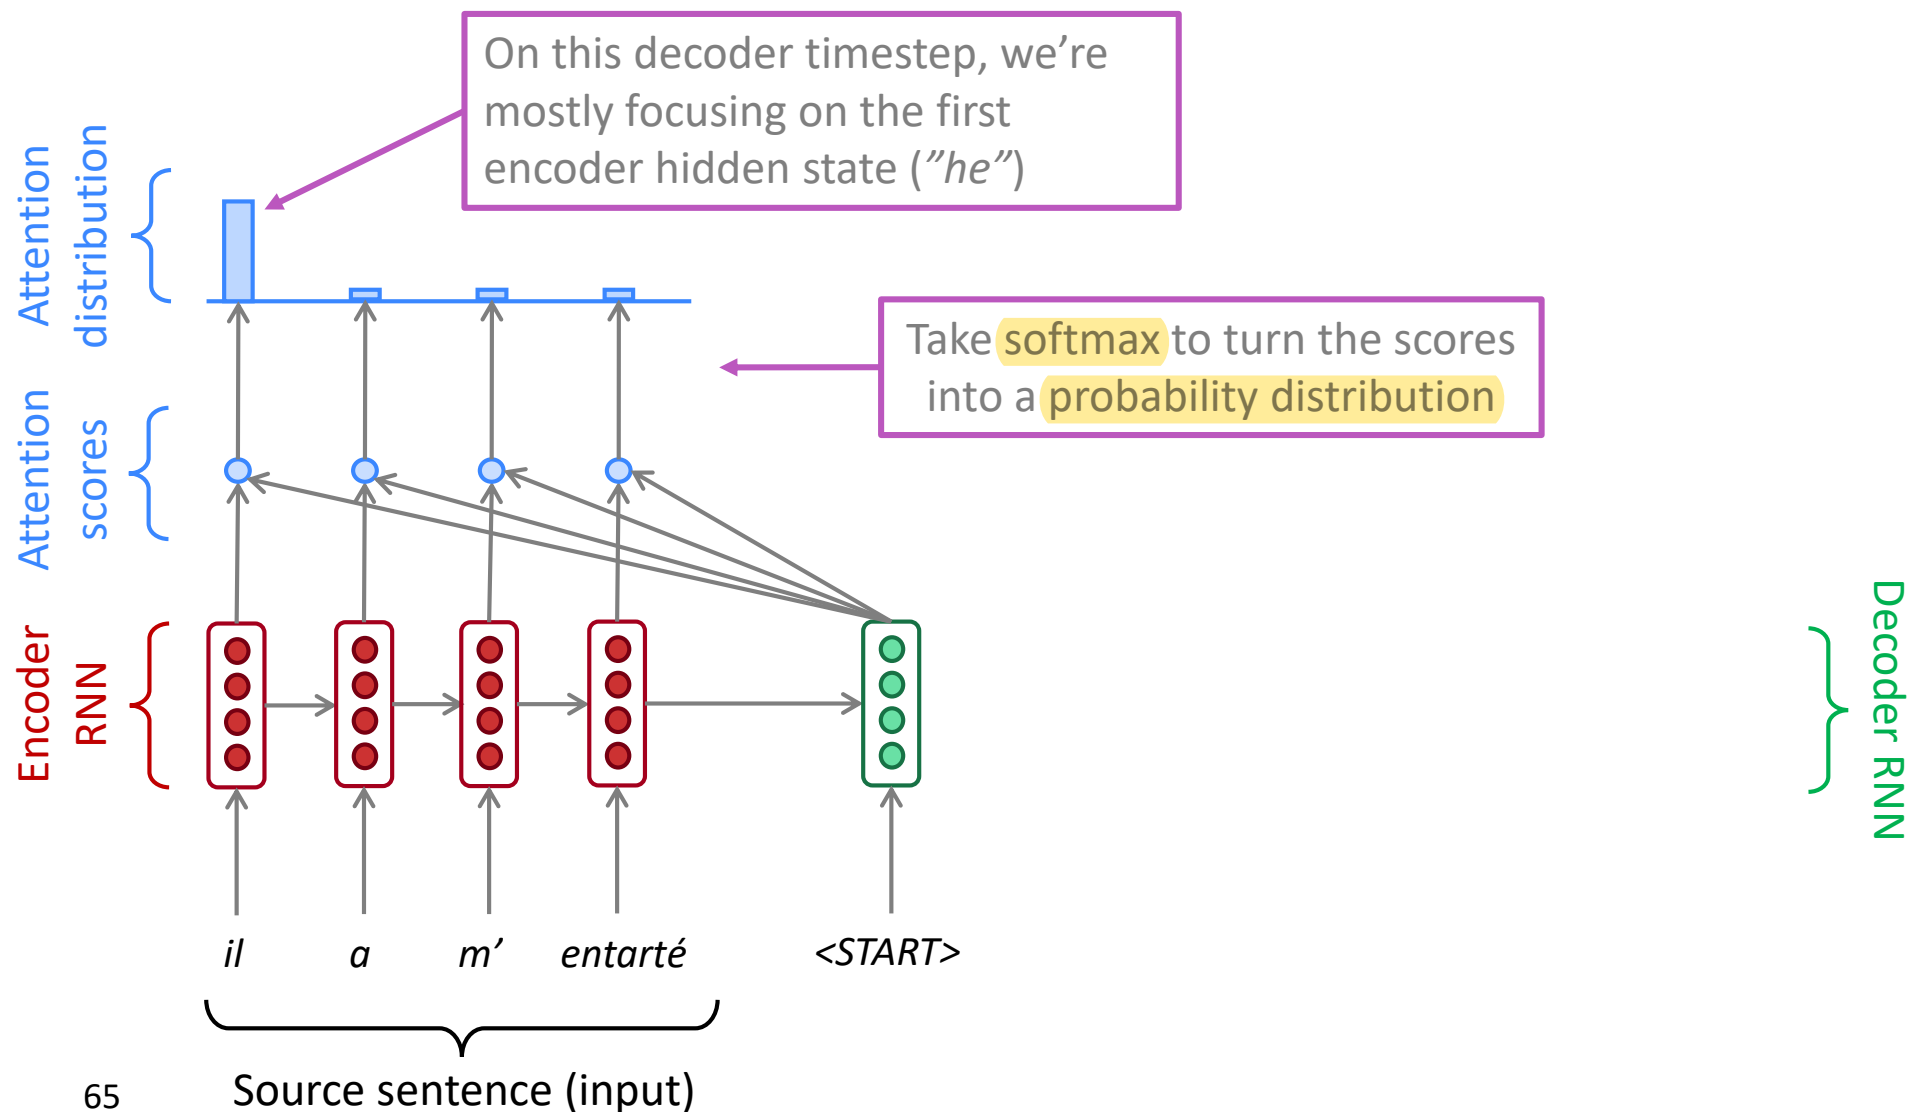 On this decoder timestep, we’re
mostly focusing on the first
encoder hidden state (”he”)
Attention
distribution
Take softmax to turn the scores
into a probability distribution
Attention
scores
Encoder
RNN
Decoder RNN
il a m’ entarté <START>
Source sentence (input)
65